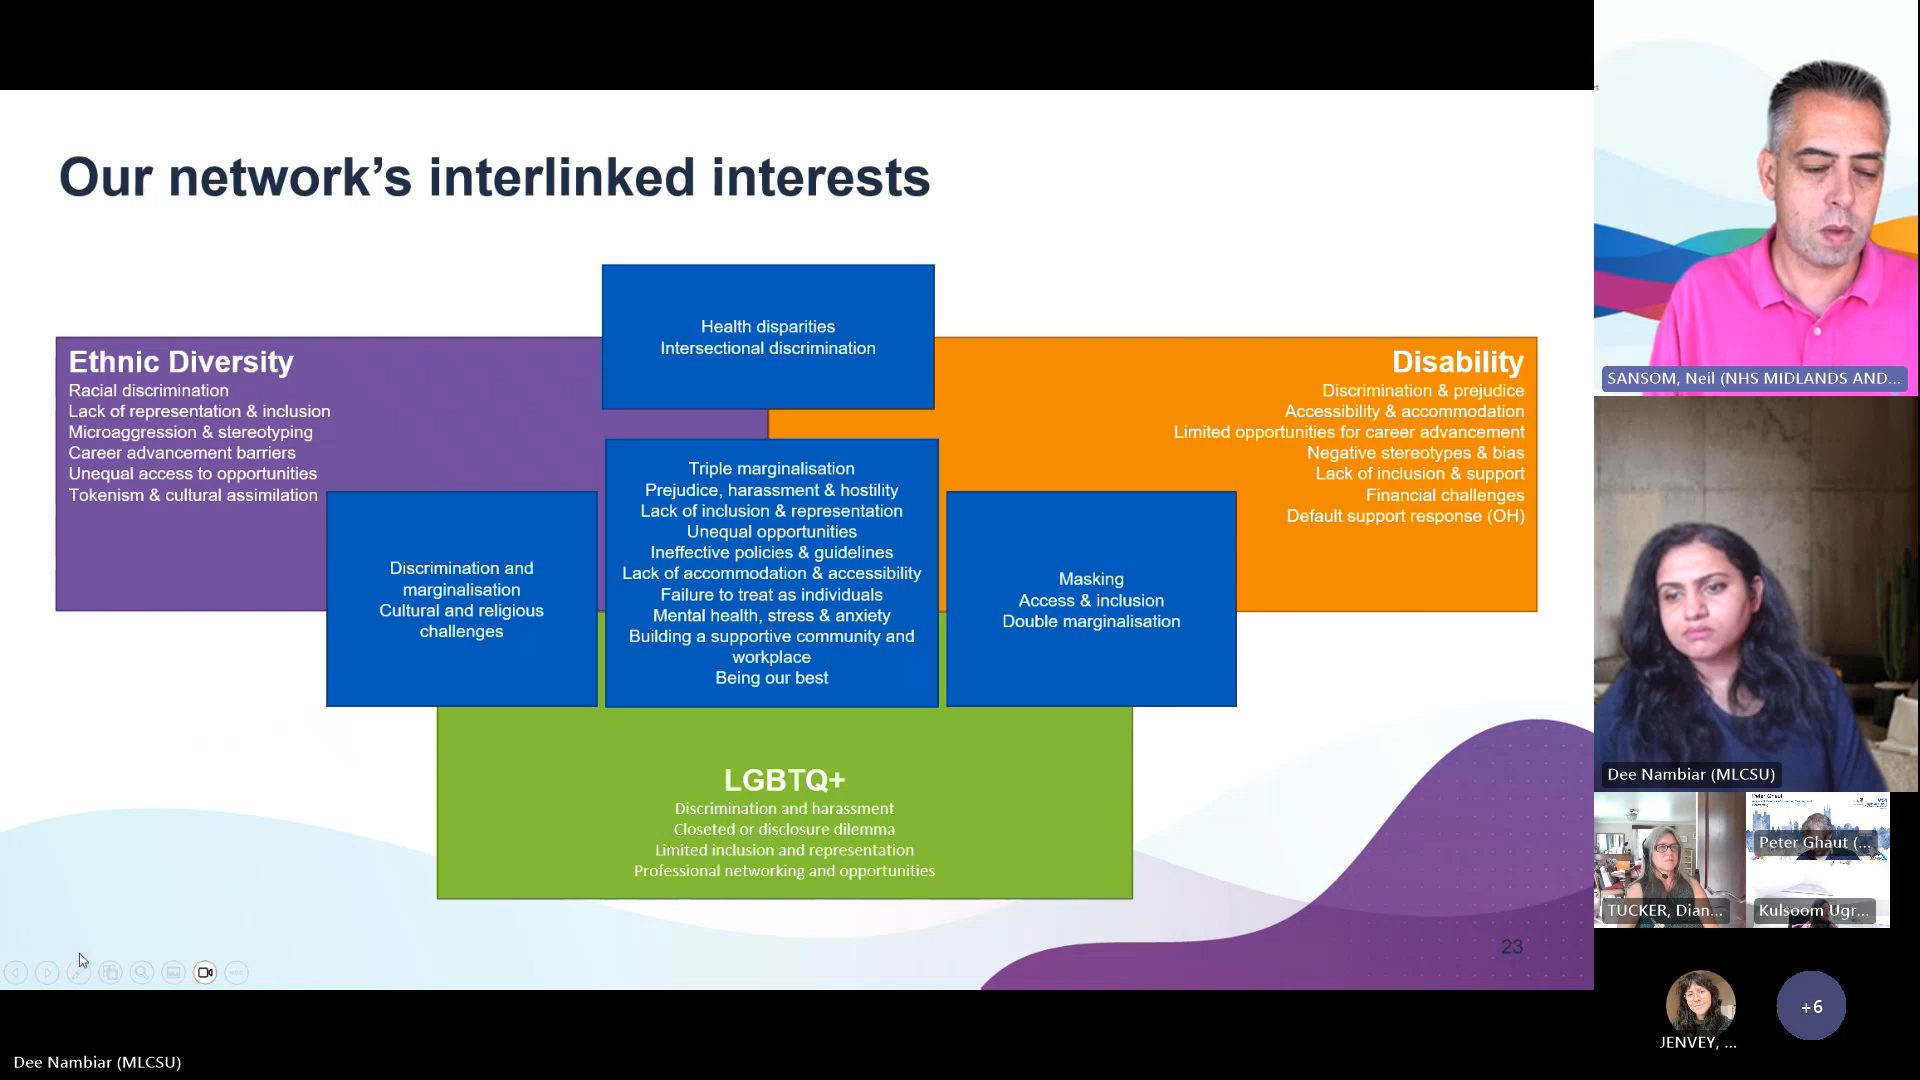 Our network's interlinked interests
Health disparities
Intersectional discrimination
Ethnic Diversity
Racial discrimination
Lack of representation & inclusion
Microaggression & stereotyping
Career advancement barriers
Unequal access to opportunities
Tokenism & cultural assimilation
Disability
Discrimination & prejudice
Accessibility & accommodation
Limited opportunities for career advancement
Negative stereotypes & bias
Lack of inclusion & support
Financial challenges
Default support response (OH)
Discrimination and
marginalisation
Cultural and religious
challenges
Triple marginalisation
Prejudice, harassment & hostility
Lack of inclusion & representation
Unequal opportunities
Ineffective policies & guidelines
Lack of accommodation & accessibility
Failure to treat as individuals
Mental health, stress & anxiety
Building a supportive community and
workplace
Being our best
Masking
Access & inclusion
Double marginalisation
LGBTQ+
Discrimination and harassment
Closeted or disclosure dilemma
Limited inclusion and representation
Professional networking and opportunities
23
SANSOM, Neil (NHS MIDLANDS AND...
Dee Nambiar (MLCSU)
Peter Ghaut
Peter Ghaut (...
TUCKER, Dian...
Kulsoom Ugr...
+6
JENVEY, ...
Dee Nambiar (MLCSU)